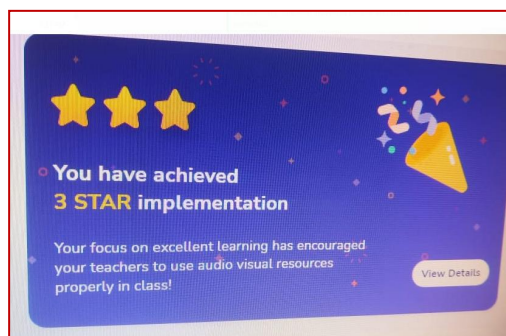 You have achieved
3 STAR implementation
Your focus on excellent learning has encouraged
your teachers to use audio visual resources
properly in class!
View Details